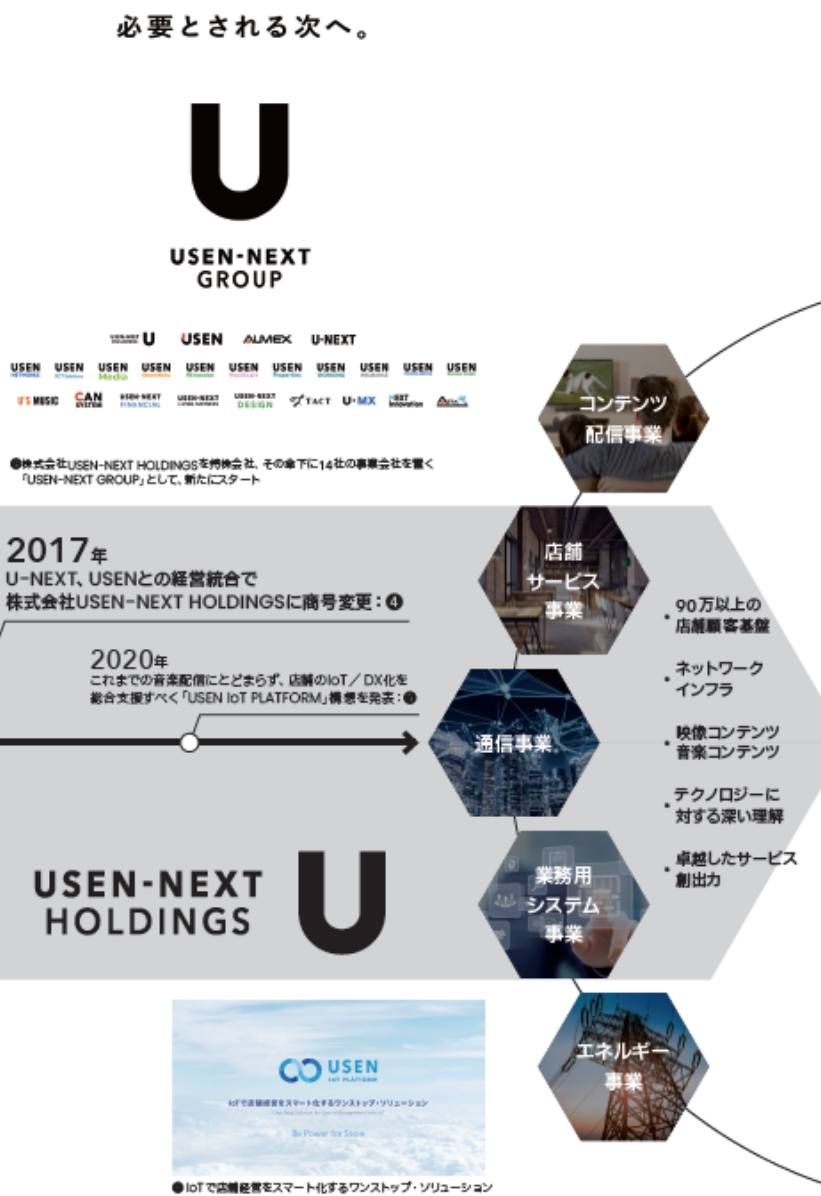 必要とされる次へ。
U
USEN-NEXT
GROUP
U USEN ALMEX U-NEXT
USEN USEN USEN USEN USEN USEN USEN USEN USEN USEN USEN
Media
U'S MUSIC CAN SYSTEM USEN-NEXT FINANCIAL USEN-NEXT USEN-NEXT DESIGN TACT U-MX NEXT Innovation
株式会社USEN-NEXT HOLDINGSを持株会社、その傘下に14社の事業会社を置く
「USEN-NEXT GROUP」として、新たにスタート
2017年
U-NEXT、USENとの経営統合で
株式会社USEN-NEXT HOLDINGSに商号変更：❹
2020年
これまでの音楽配信にとどまらず、店舗のIoT／DX化を
総合支援すべく「USEN IoT PLATFORM」構想を発表：
USEN-NEXT
HOLDINGS
U
コンテンツ
配信事業
店舗
サービス
事業
通信事業
業務用
システム
事業
エネルギー
事業
・90万以上の
店舗顧客基盤
・ネットワーク
インフラ
・映像コンテンツ
音楽コンテンツ
・テクノロジーに
対する深い理解
・卓越したサービス
創出力
USEN
IoT PLATFORM
IoTで店舗経営をスマート化するワンストップ・ソリューション
Be Power for Store
IoTで店舗経営をスマート化するワンストップ・ソリューション